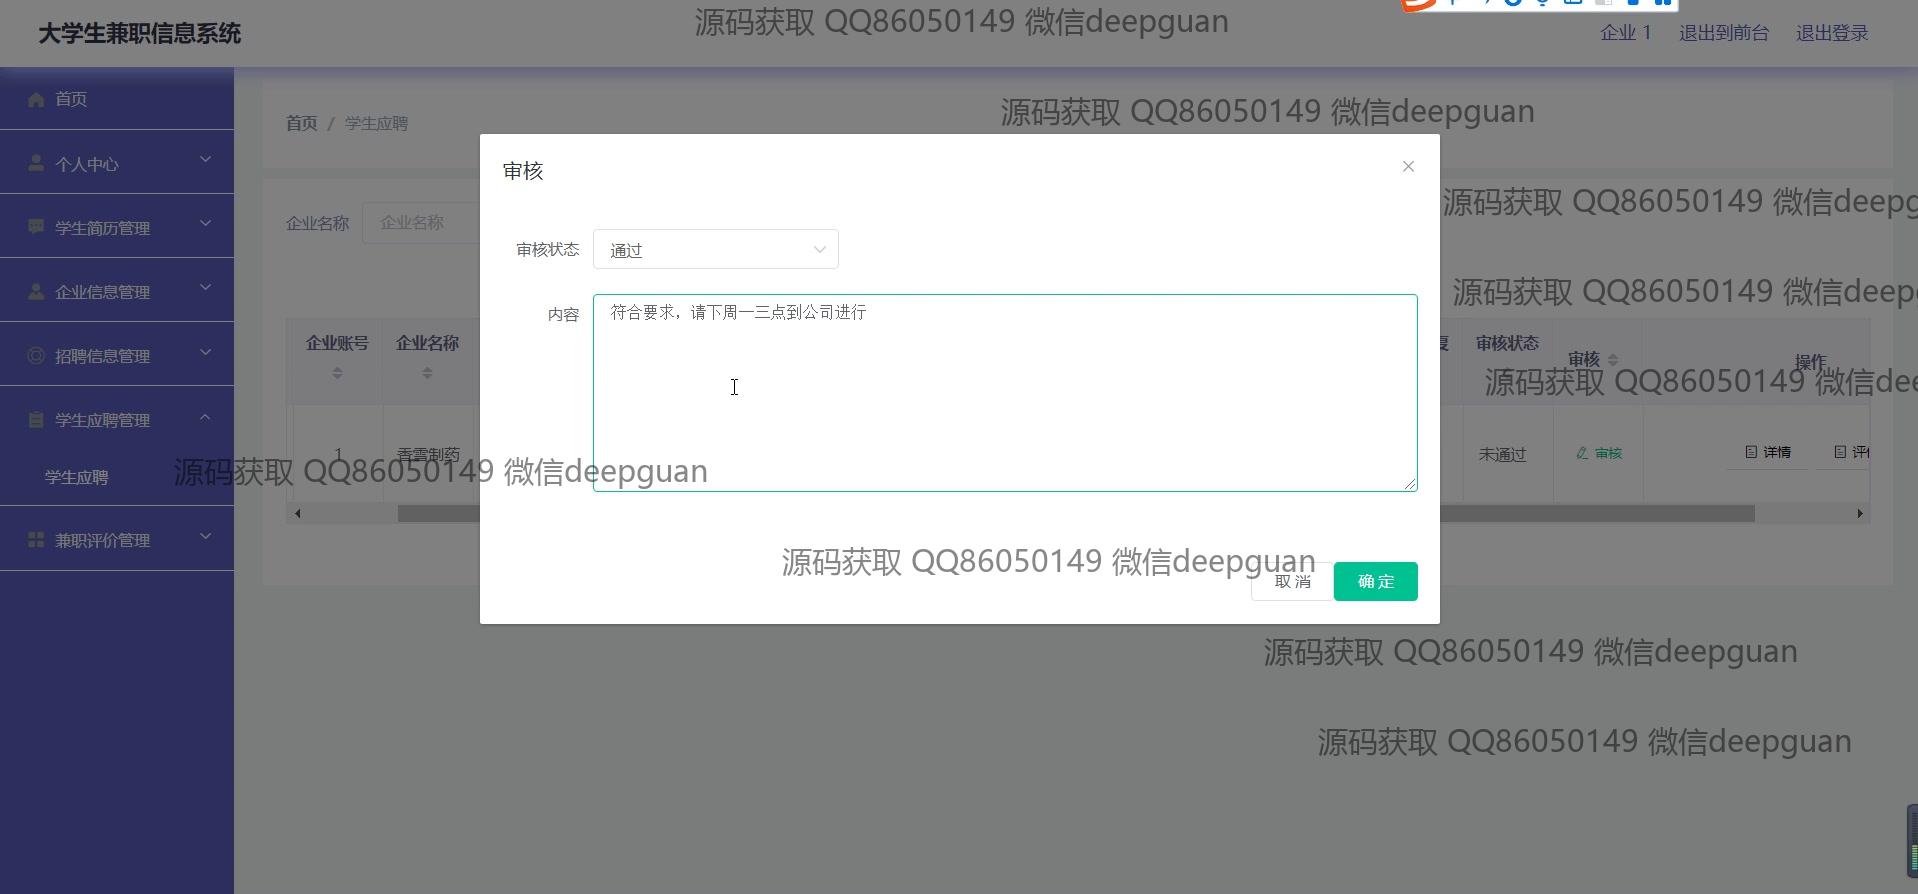 大学生兼职信息系统
源码获取 QQ86050149 微信deepguan
企业 1
退出到前台
退出登录
首页
个人中心
学生简历管理
企业信息管理
招聘信息管理
学生应聘管理
学生应聘
兼职评价管理
首页 / 学生应聘
源码获取 QQ86050149 微信deepguan
企业名称
企业名称
源码获取 QQ86050149 微信deepg
源码获取 QQ86050149 微信deep
审核
审核状态
通过
内容
符合要求，请下周一三点到公司进行
取消
确定
企业账号
企业名称
复
审核状态
审核
操作
源码获取 QQ86050149 微信dee
1
香雪制药
未通过
审核
详情
评
源码获取 QQ86050149 微信deepguan
源码获取 QQ86050149 微信deepguan
源码获取 QQ86050149 微信deepguan
源码获取 QQ86050149 微信deepguan